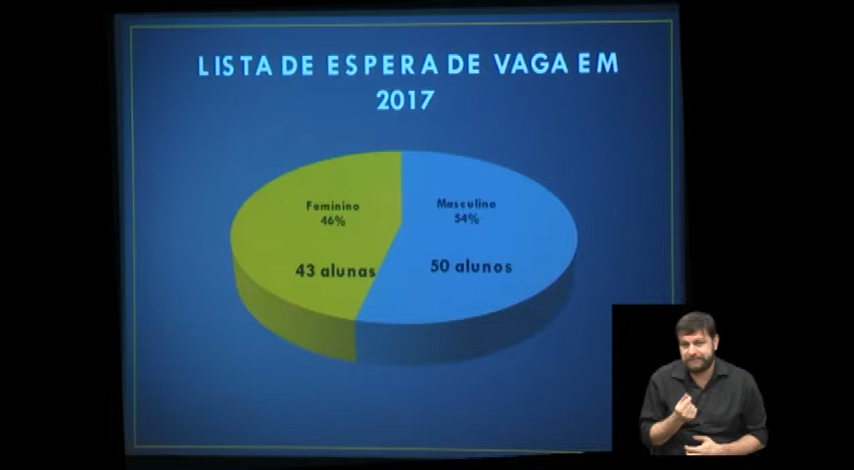 LISTA DE ESPERA DE VAGA EM
2017
Feminino
46%
43 alunas
Masculino
54%
50 alunos